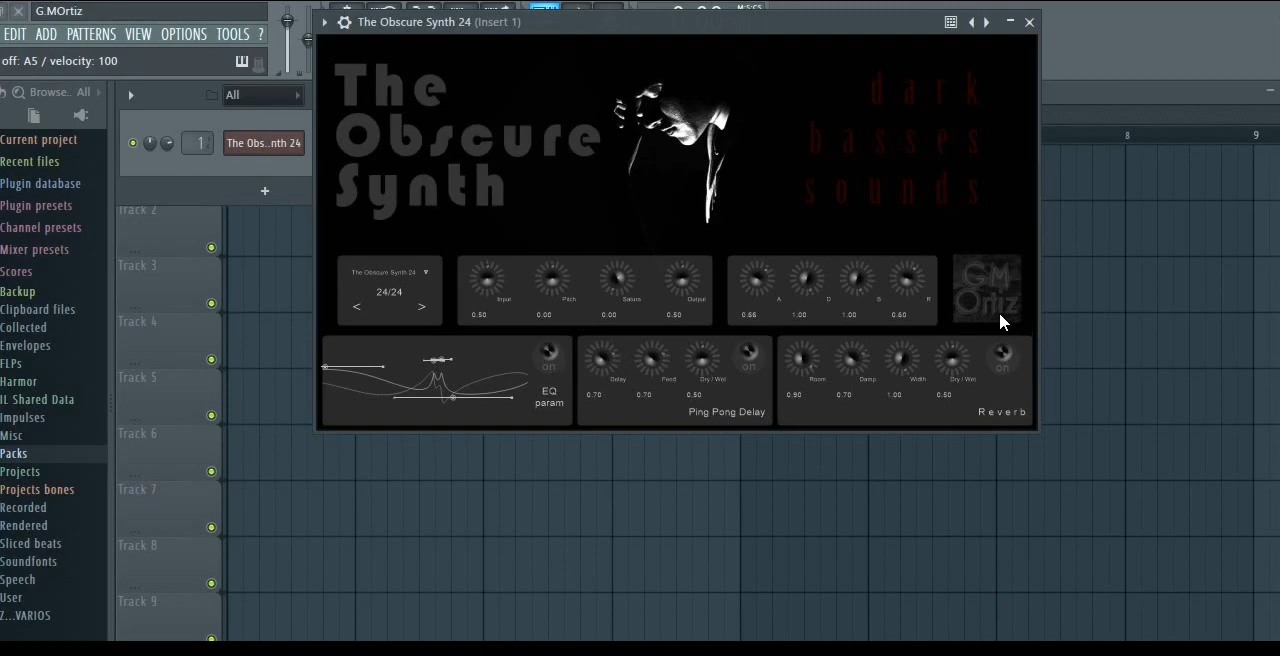 G.MOrtiz
EDIT ADD PATTERNS VIEW OPTIONS TOOLS ?
off: A5 / velocity: 100
The Obscure Synth 24 (Insert 1)
Browse.. All
All
1
The Obs..nth 24
+
Current project
Recent files
Plugin database
Plugin presets
Channel presets
Mixer presets
Scores
Backup
Clipboard files
Collected
Envelopes
FLPs
Harmor
IL Shared Data
Impulses
Misc
Packs
Projects
Projects bones
Recorded
Rendered
Sliced beats
Soundfonts
Speech
User
Z...VARIOS
Track 2
Track 3
Track 4
Track 5
Track 6
Track 7
Track 8
Track 9
8 9
The
Obscure
Synth
dark
basses
sounds
The Obscure Synth 24
24/24
< >
Input Pitch Satura Output
0.50 0.00 0.00 0.50
A D S R
0.66 1.00 1.00 0.60
GM
Ortiz
on
EQ
param
on
Delay Feed Dry / Wet
0.70 0.70 0.50
Ping Pong Delay
on
Room Damp Width Dry / Wet
0.90 0.70 1.00 0.50
Reverb